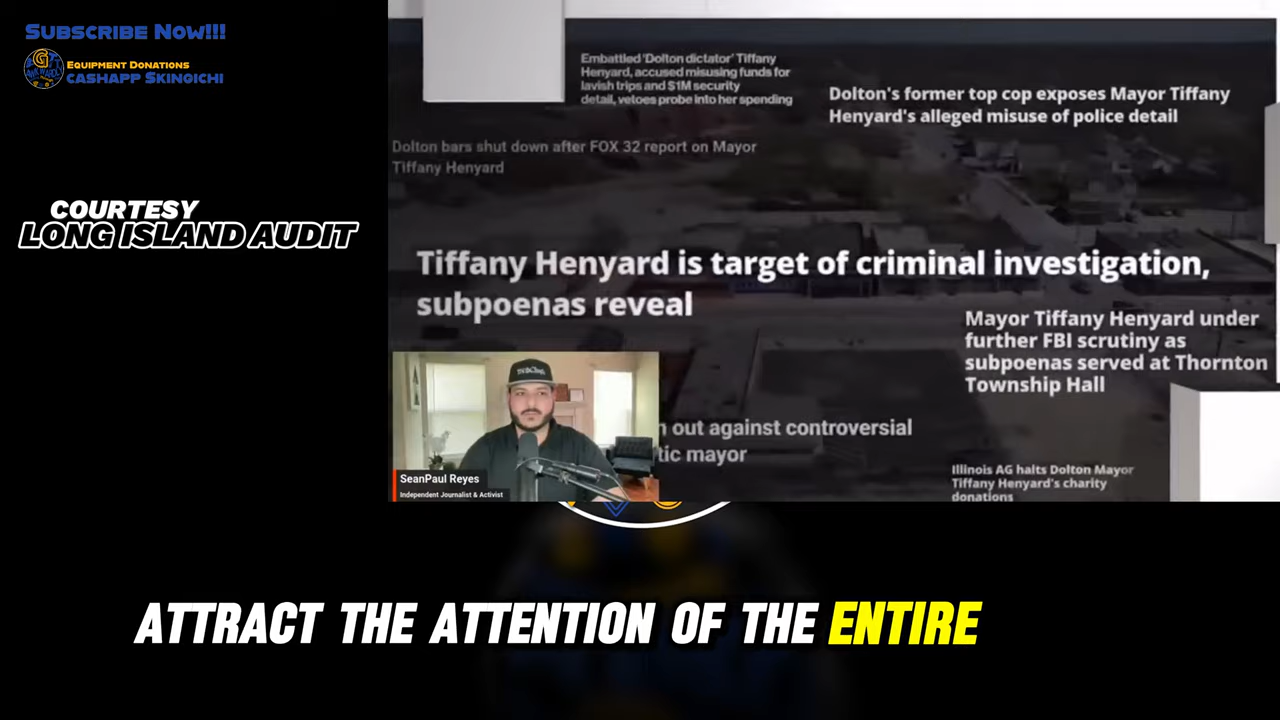 SUBSCRIBE NOW!!!
EQUIPMENT DONATIONS
CASHAPP SKINGICHI
COURTESY
LONG ISLAND AUDIT
Embattled 'Dolton dictator' Tiffany
Henyard, accused misusing funds for
lavish trips and $1M security
detail, vetoes probe into her spending
Dolton's former top cop exposes Mayor Tiffany
Henyard's alleged misuse of police detail
Dolton bars shut down after FOX 32 report on Mayor
Tiffany Henyard
Tiffany Henyard is target of criminal investigation,
subpoenas reveal
Mayor Tiffany Henyard under
further FBI scrutiny as
subpoenas served at Thornton
Township Hall
out against controversial
tic mayor
Illinois AG halts Dolton Mayor
Tiffany Henyard's charity
donations
SeanPaul Reyes
Independent Journalist & Activist
ATTRACT THE ATTENTION OF THE ENTIRE